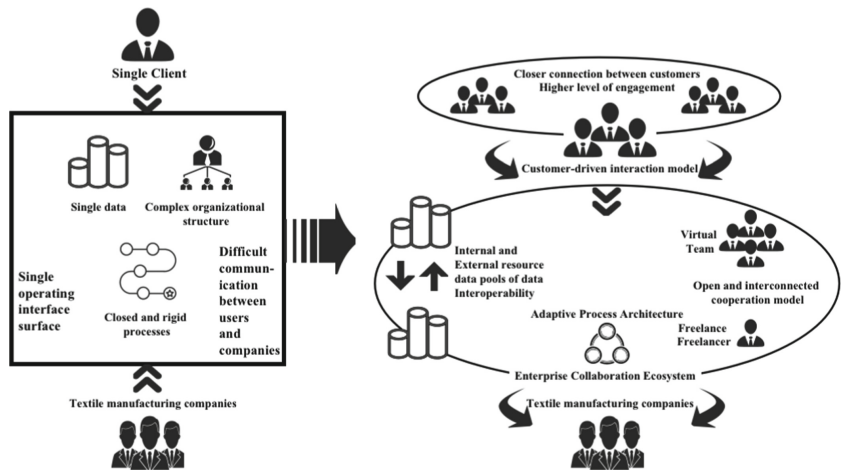 Single Client
Single data
Complex organizational
structure
Single
operating
interface
surface
Closed and rigid
processes
Difficult
commun-
ication
between
users
and
companies
Textile manufacturing companies
Closer connection between customers
Higher level of engagement
Customer-driven interaction model
Internal and
External resource
data pools of data
Interoperability
Virtual
Team
Open and interconnected
cooperation model
Adaptive Process Architecture
Freelance
Freelancer
Enterprise Collaboration Ecosystem
Textile manufacturing companies